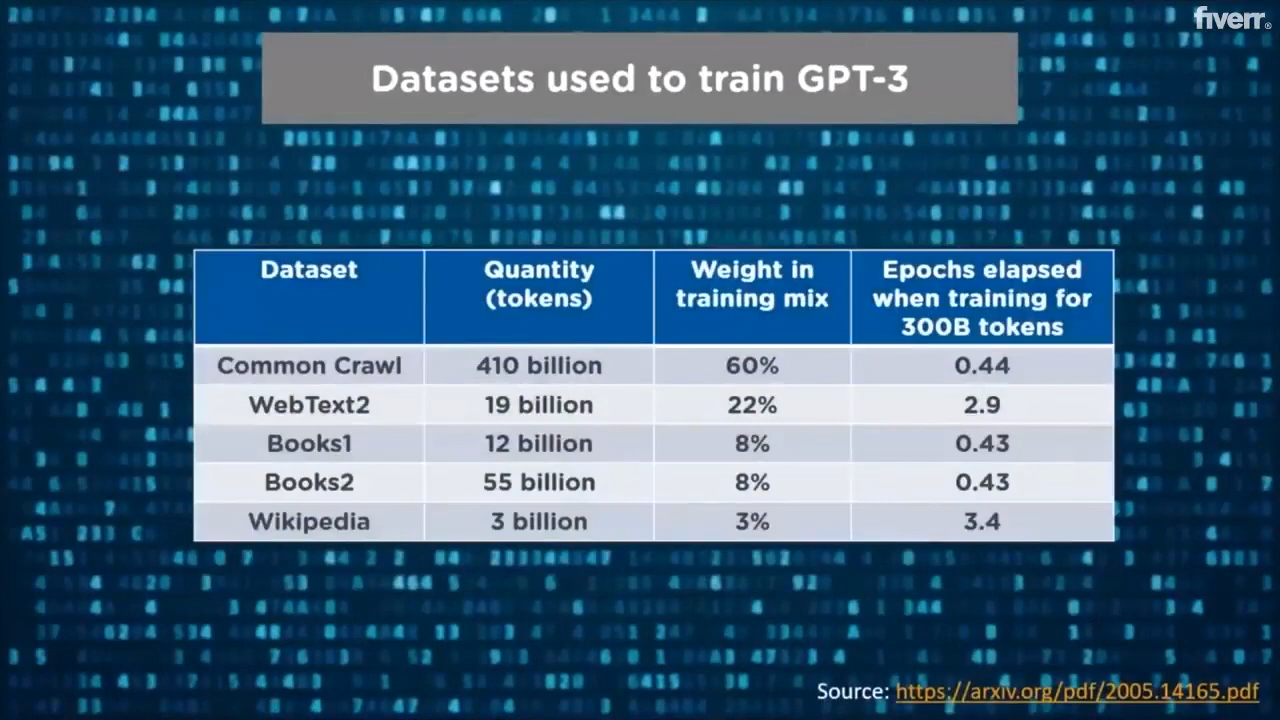 fiverr®
Datasets used to train GPT-3
Dataset Quantity (tokens) Weight in training mix Epochs elapsed when training for 300B tokens
Common Crawl 410 billion 60% 0.44
WebText2 19 billion 22% 2.9
Books1 12 billion 8% 0.43
Books2 55 billion 8% 0.43
Wikipedia 3 billion 3% 3.4
Source: https://arxiv.org/pdf/2005.14165.pdf